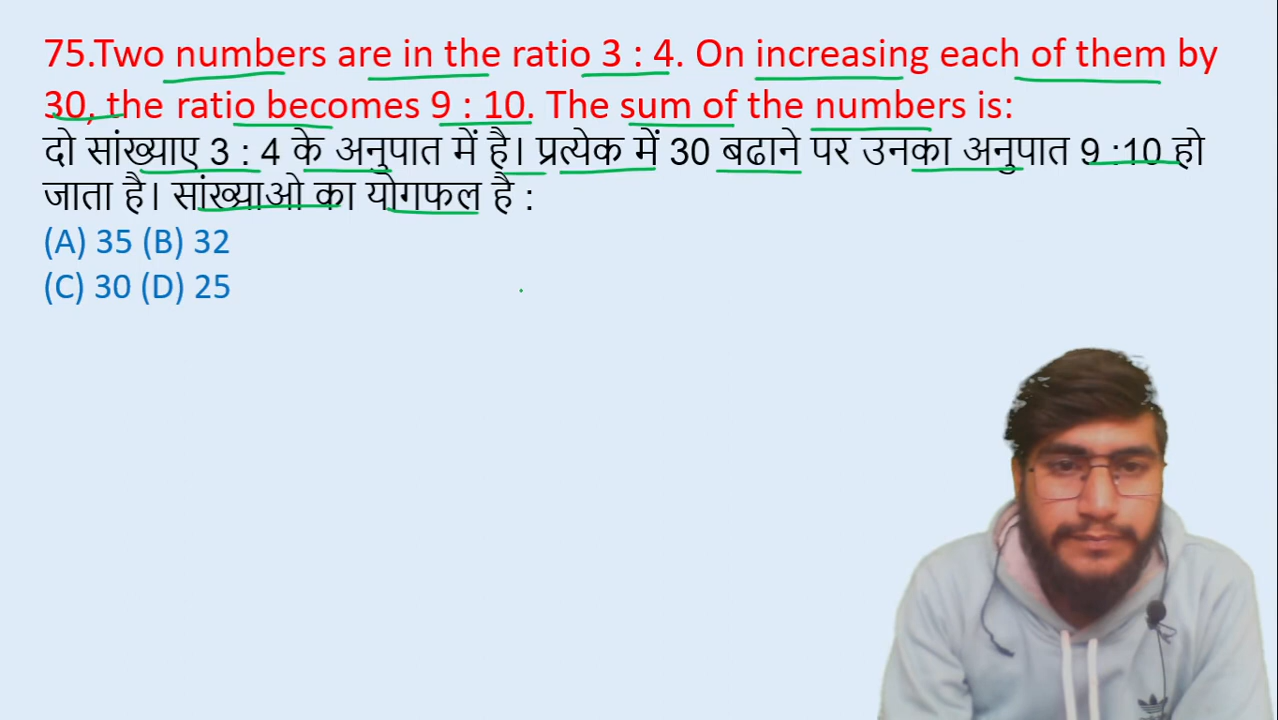 75.Two numbers are in the ratio 3 : 4. On increasing each of them by
30, the ratio becomes 9 : 10. The sum of the numbers is:
दो सांख्याए 3 : 4 के अनुपात में है। प्रत्येक में 30 बढाने पर उनका अनुपात 9 :10 हो
जाता है। सांख्याओ का योगफल है :
(A) 35 (B) 32
(C) 30 (D) 25